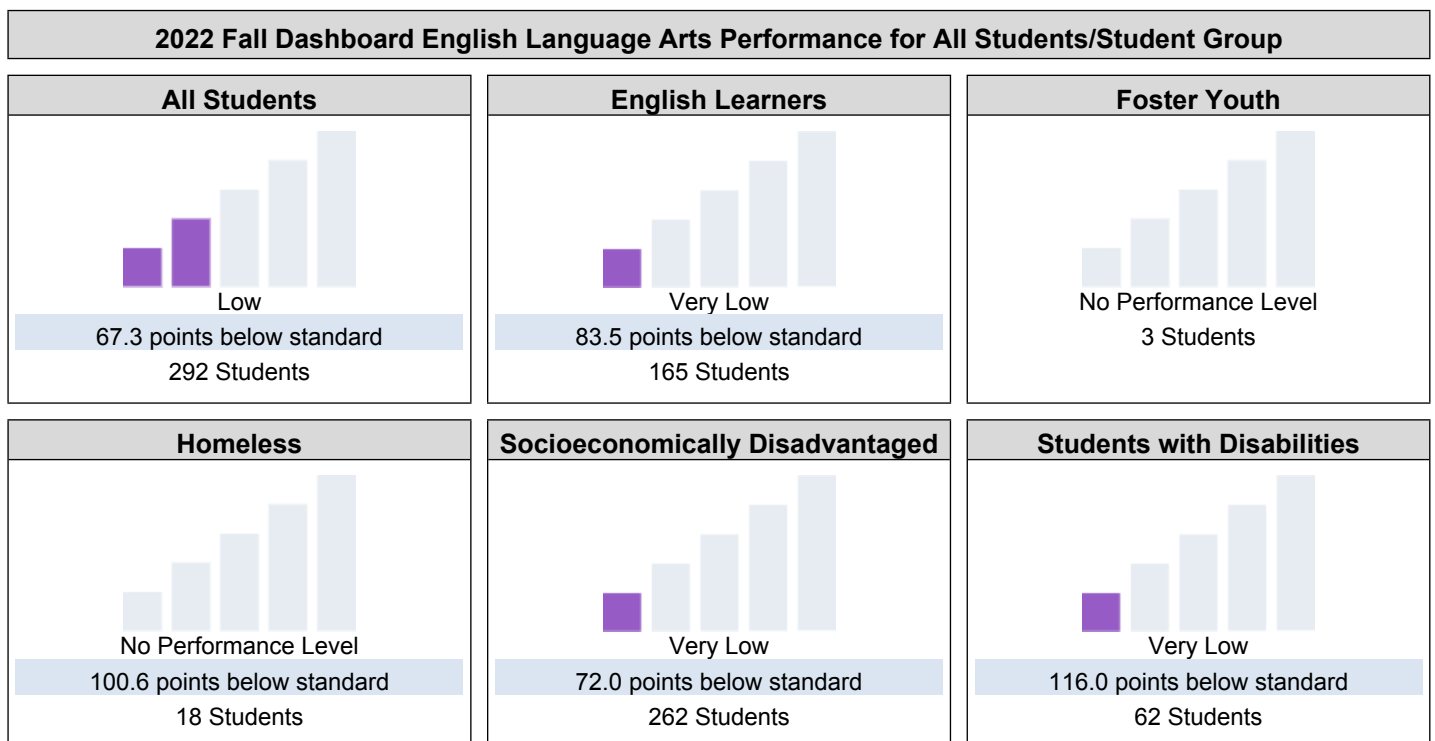 2022 Fall Dashboard English Language Arts Performance for All Students/Student Group
All Students
Low
67.3 points below standard
292 Students
English Learners
Very Low
83.5 points below standard
165 Students
Foster Youth
No Performance Level
3 Students
Homeless
No Performance Level
100.6 points below standard
18 Students
Socioeconomically Disadvantaged
Very Low
72.0 points below standard
262 Students
Students with Disabilities
Very Low
116.0 points below standard
62 Students